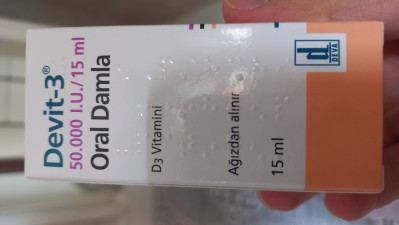 Devit-3®
50.000 I.U./15 ml
Oral Damla
D3 Vitamini
Ağızdan alınır
15 ml
DEVA